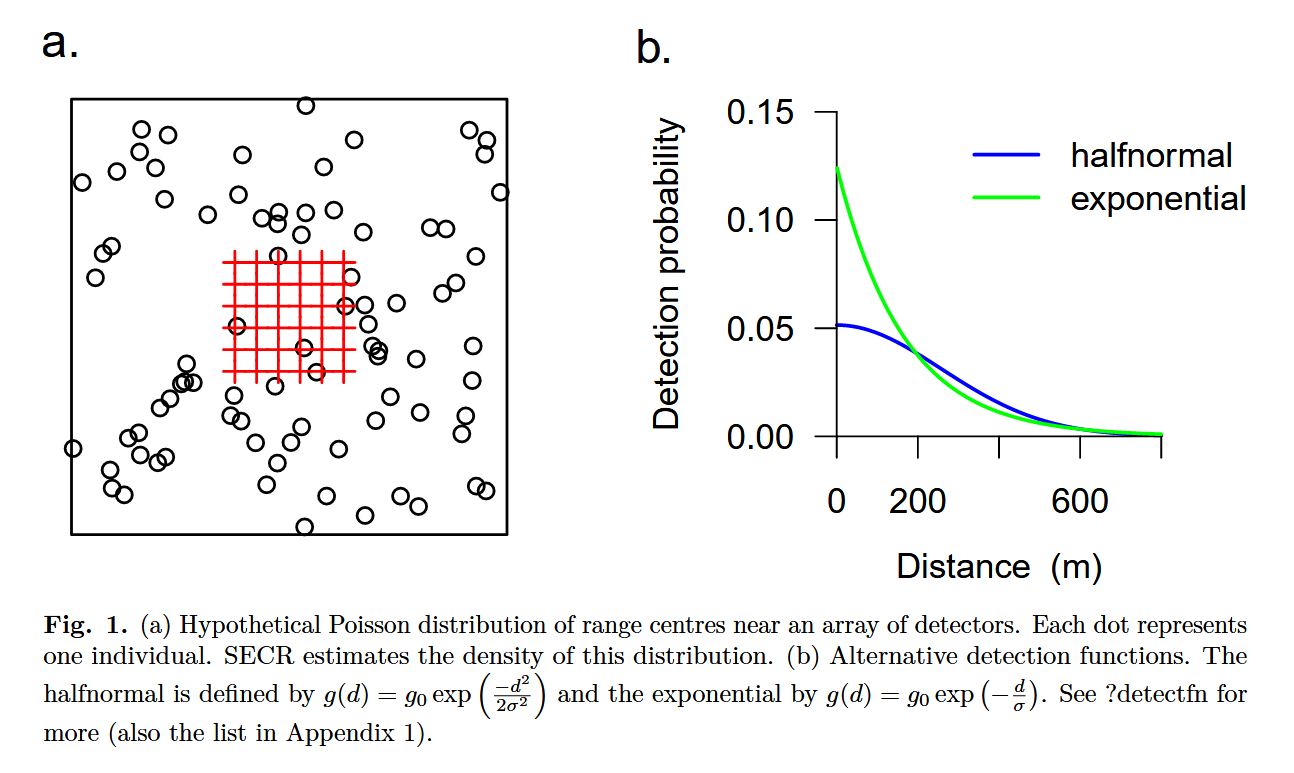 a.
b.
0.15
0.10
0.05
0.00
Detection probability
halfnormal
exponential
0 200 600
Distance (m)
Fig. 1. (a) Hypothetical Poisson distribution of range centres near an array of detectors. Each dot represents
one individual. SECR estimates the density of this distribution. (b) Alternative detection functions. The
halfnormal is defined by g(d) = g₀ exp (−d²/2σ²) and the exponential by g(d) = g₀ exp (−d/σ). See ?detectfn for
more (also the list in Appendix 1).